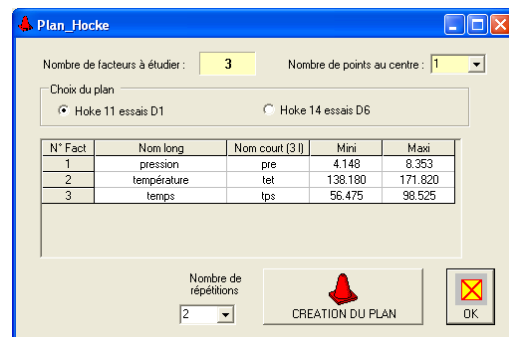 Plan_Hocke
Nombre de facteurs à étudier : 3 Nombre de points au centre : 1
Choix du plan
Hoke 11 essais D1 Hoke 14 essais D6
N° Fact Nom long Nom court (3 l) Mini Maxi
1 pression pre 4.148 8.353
2 température tet 138.180 171.820
3 temps tps 56.475 98.525
Nombre de
répétitions
2
CREATION DU PLAN
OK